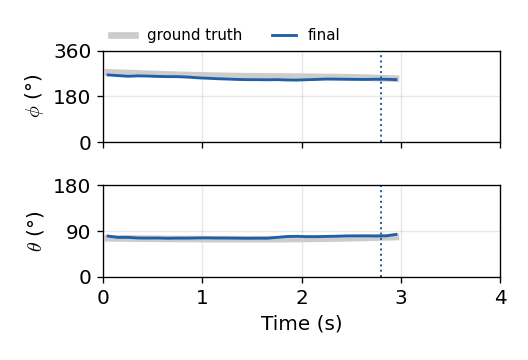 ground truth final
360
180
0
ϕ (°)
180
90
0
θ (°)
0 1 2 3 4
Time (s)